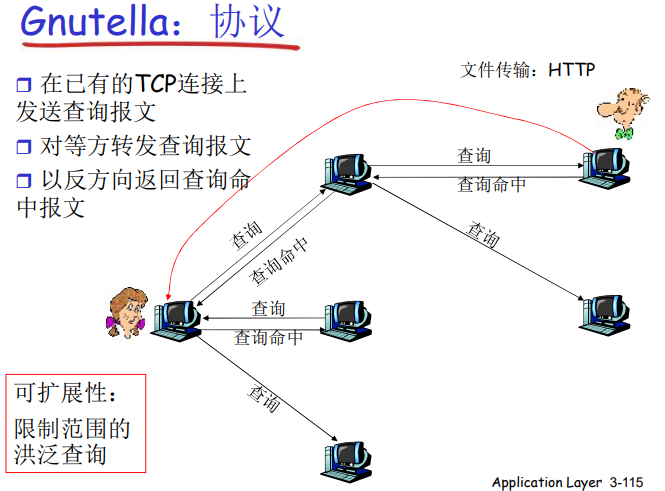 Gnutella：协议
❒ 在已有的TCP连接上
发送查询报文
❒ 对等方转发查询报文
❒ 以反方向返回查询命
中报文
文件传输：HTTP
查询
查询命中
查询
查询
查询命中
查询
查询命中
查询
可扩展性：
限制范围的
洪泛查询
Application Layer 3-115